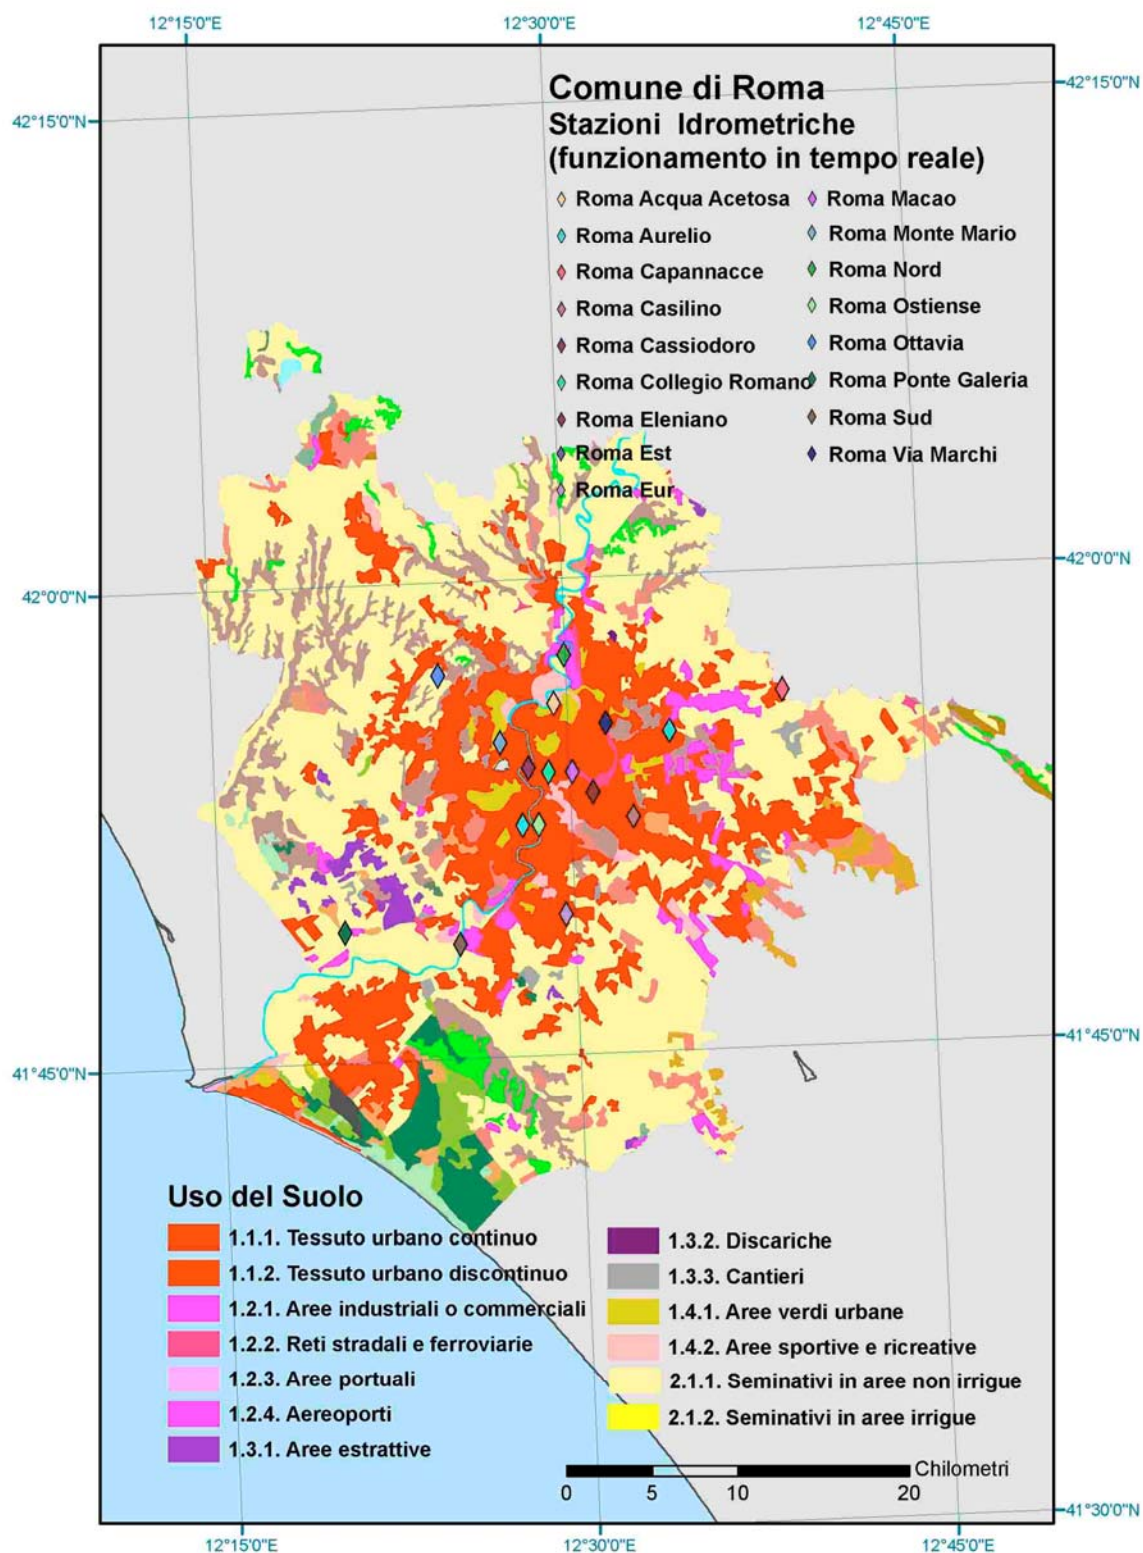 12°15'0"E 12°30'0"E 12°45'0"E
42°15'0"N
42°15'0"N
Comune di Roma
Stazioni Idrometriche
(funzionamento in tempo reale)
Roma Acqua Acetosa
Roma Aurelio
Roma Capannacce
Roma Casilino
Roma Cassiodoro
Roma Collegio Romano
Roma Eleniano
Roma Est
Roma Eur
Roma Macao
Roma Monte Mario
Roma Nord
Roma Ostiense
Roma Ottavia
Roma Ponte Galeria
Roma Sud
Roma Via Marchi
42°0'0"N
42°0'0"N
41°45'0"N
41°45'0"N
Uso del Suolo
1.1.1. Tessuto urbano continuo
1.1.2. Tessuto urbano discontinuo
1.2.1. Aree industriali o commerciali
1.2.2. Reti stradali e ferroviarie
1.2.3. Aree portuali
1.2.4. Aereoporti
1.3.1. Aree estrattive
1.3.2. Discariche
1.3.3. Cantieri
1.4.1. Aree verdi urbane
1.4.2. Aree sportive e ricreative
2.1.1. Seminativi in aree non irrigue
2.1.2. Seminativi in aree irrigue
Chilometri
0 5 10 20
41°30'0"N
12°15'0"E 12°30'0"E 12°45'0"E